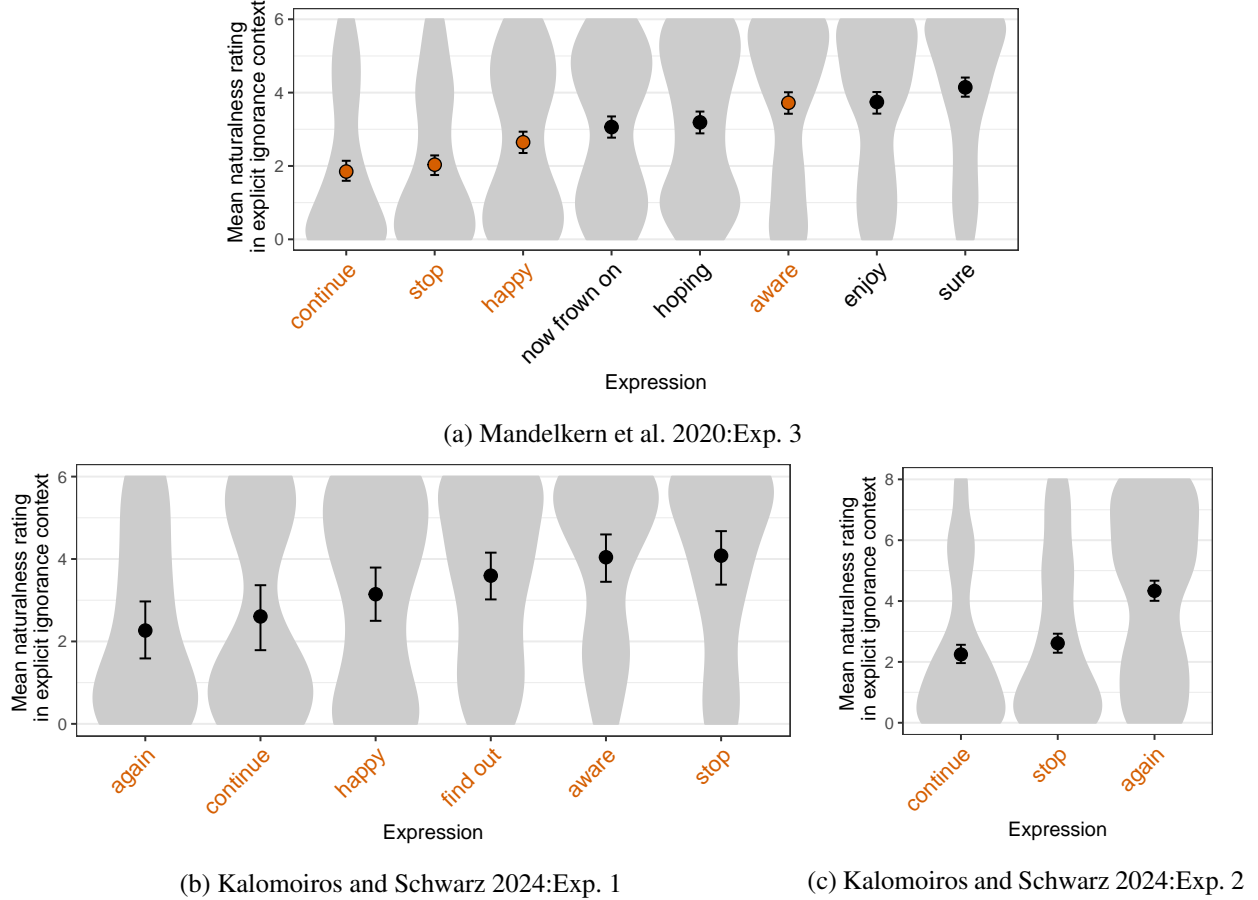 Mean naturalness rating
in explicit ignorance context
6
4
2
0
continue
stop
happy
now frown on
hoping
aware
enjoy
sure
Expression
(a) Mandelkern et al. 2020:Exp. 3
Mean naturalness rating
in explicit ignorance context
6
4
2
0
again
continue
happy
find out
aware
stop
Expression
(b) Kalomoiros and Schwarz 2024:Exp. 1
Mean naturalness rating
in explicit ignorance context
8
6
4
2
0
continue
stop
again
Expression
(c) Kalomoiros and Schwarz 2024:Exp. 2